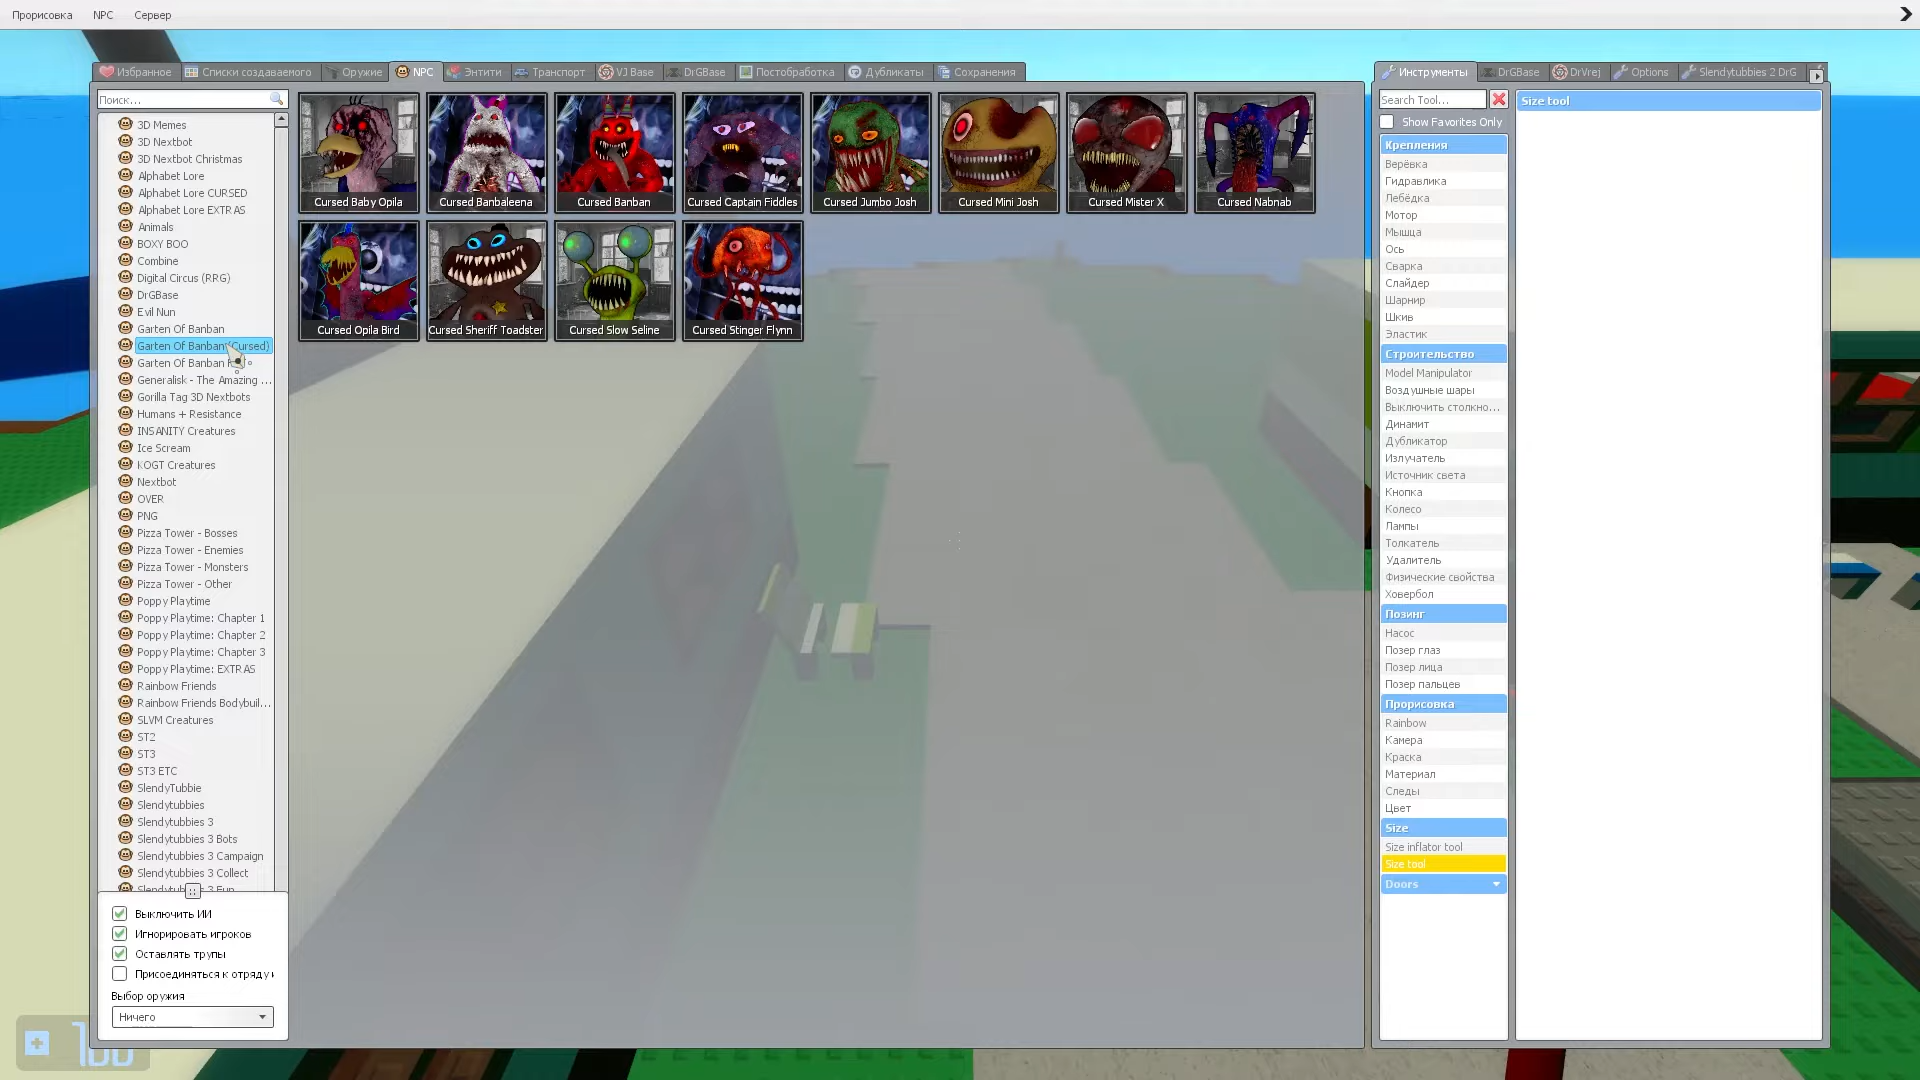 Прорисовка NPC Сервер
Избранное Списки создаваемого Оружие NPC Энтити Транспорт VJ Base DrGBase Постобработка Дубликаты Сохранения
Поиск...
3D Memes
3D Nextbot
3D Nextbot Christmas
Alphabet Lore
Alphabet Lore CURSED
Alphabet Lore EXTRAS
Animals
BOXY BOO
Combine
Digital Circus (RRG)
DrGBase
Evil Nun
Garten Of Banban
Garten Of Banban (Cursed)
Garten Of Banban
Generalisk - The Amazing ...
Gorilla Tag 3D Nextbots
Humans + Resistance
INSANITY Creatures
Ice Scream
KOGT Creatures
Nextbot
OVER
PNG
Pizza Tower - Bosses
Pizza Tower - Enemies
Pizza Tower - Monsters
Pizza Tower - Other
Poppy Playtime
Poppy Playtime: Chapter 1
Poppy Playtime: Chapter 2
Poppy Playtime: Chapter 3
Poppy Playtime: EXTRAS
Rainbow Friends
Rainbow Friends Bodybuil...
SLVM Creatures
ST2
ST3
ST3 ETC
SlendyTubbie
Slendytubbies
Slendytubbies 3
Slendytubbies 3 Bots
Slendytubbies 3 Campaign
Slendytubbies 3 Collect
Выключить ИИ
Игнорировать игроков
Оставлять трупы
Присоединяться к отряду
Выбор оружия
Ничего
100
Cursed Baby Opila
Cursed Banbaleena
Cursed Banban
Cursed Captain Fiddles
Cursed Jumbo Josh
Cursed Mini Josh
Cursed Mister X
Cursed Nabnab
Cursed Opila Bird
Cursed Sheriff Toadster
Cursed Slow Seline
Cursed Stinger Flynn
Инструменты DrGBase DrVrej Options Slendytubbies 2 DrG
Search Tool...
Show Favorites Only
Крепления
Верёвка
Гидравлика
Лебёдка
Мотор
Мышца
Ось
Сварка
Слайдер
Шарнир
Шкив
Эластик
Строительство
Model Manipulator
Воздушные шары
Выключить столкно...
Динамит
Дубликатор
Излучатель
Источник света
Кнопка
Колесо
Лампы
Толкатель
Удалитель
Физические свойства
Ховербол
Позинг
Насос
Позер глаз
Позер лица
Позер пальцев
Прорисовка
Rainbow
Камера
Краска
Материал
Следы
Цвет
Size
Size inflator tool
Size tool
Doors
Size tool